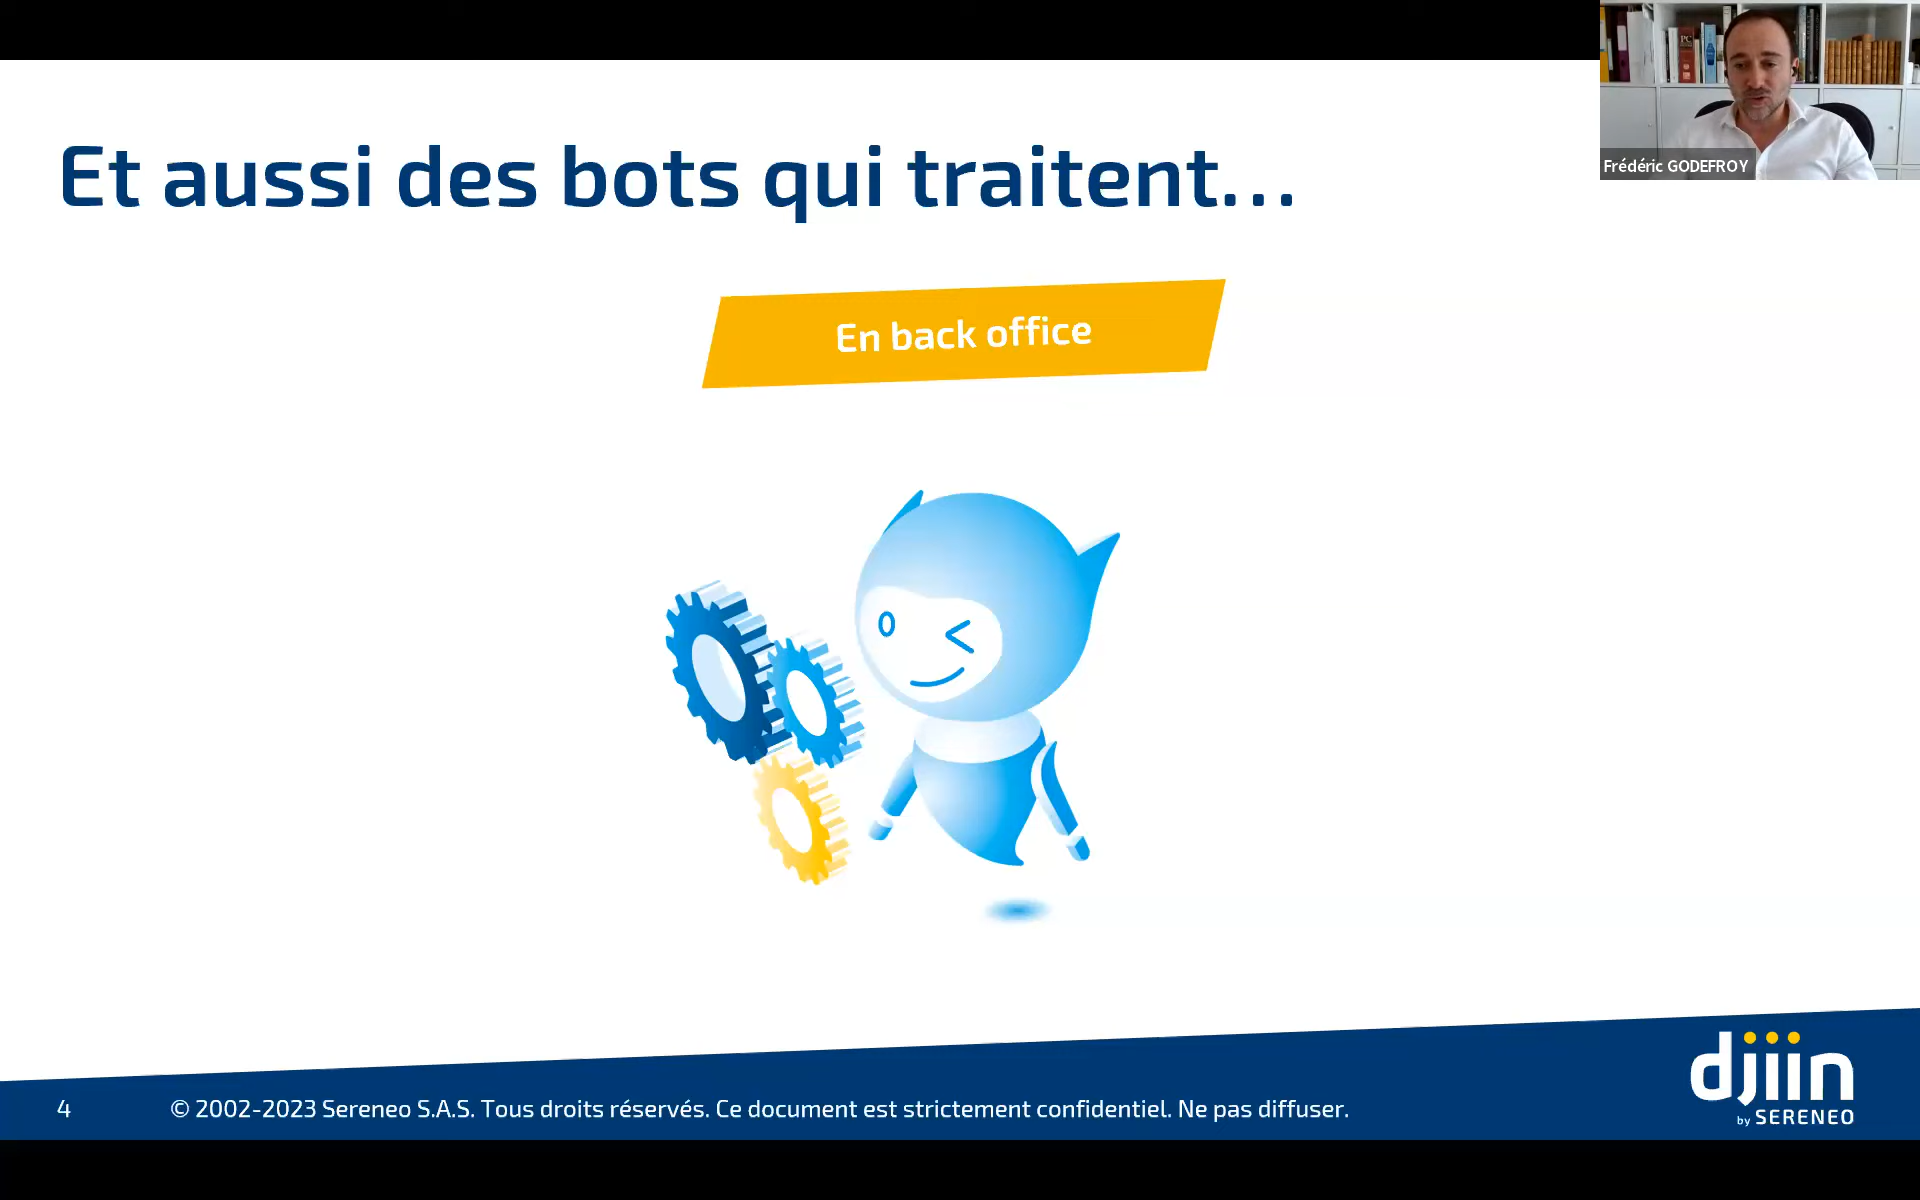 Et aussi des bots qui traitent…
Frédéric GODEFROY
En back office
4
© 2002-2023 Sereneo S.A.S. Tous droits réservés. Ce document est strictement confidentiel. Ne pas diffuser.
djiin
by SERENEO